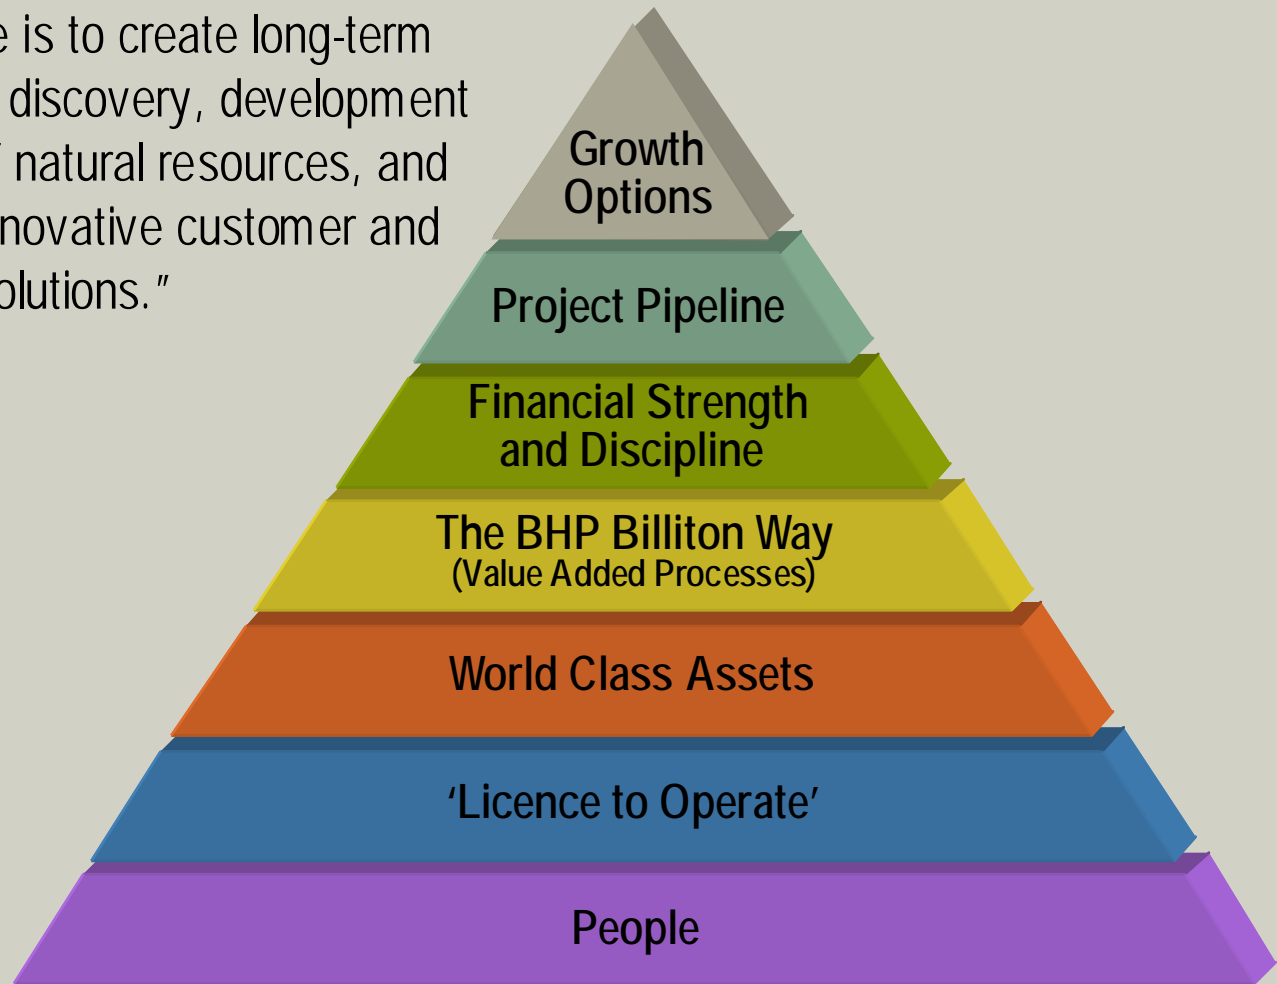 e is to create long-term
discovery, development
natural resources, and
novative customer and
olutions."
Growth
Options
Project Pipeline
Financial Strength
and Discipline
The BHP Billiton Way
(Value Added Processes)
World Class Assets
‘Licence to Operate’
People